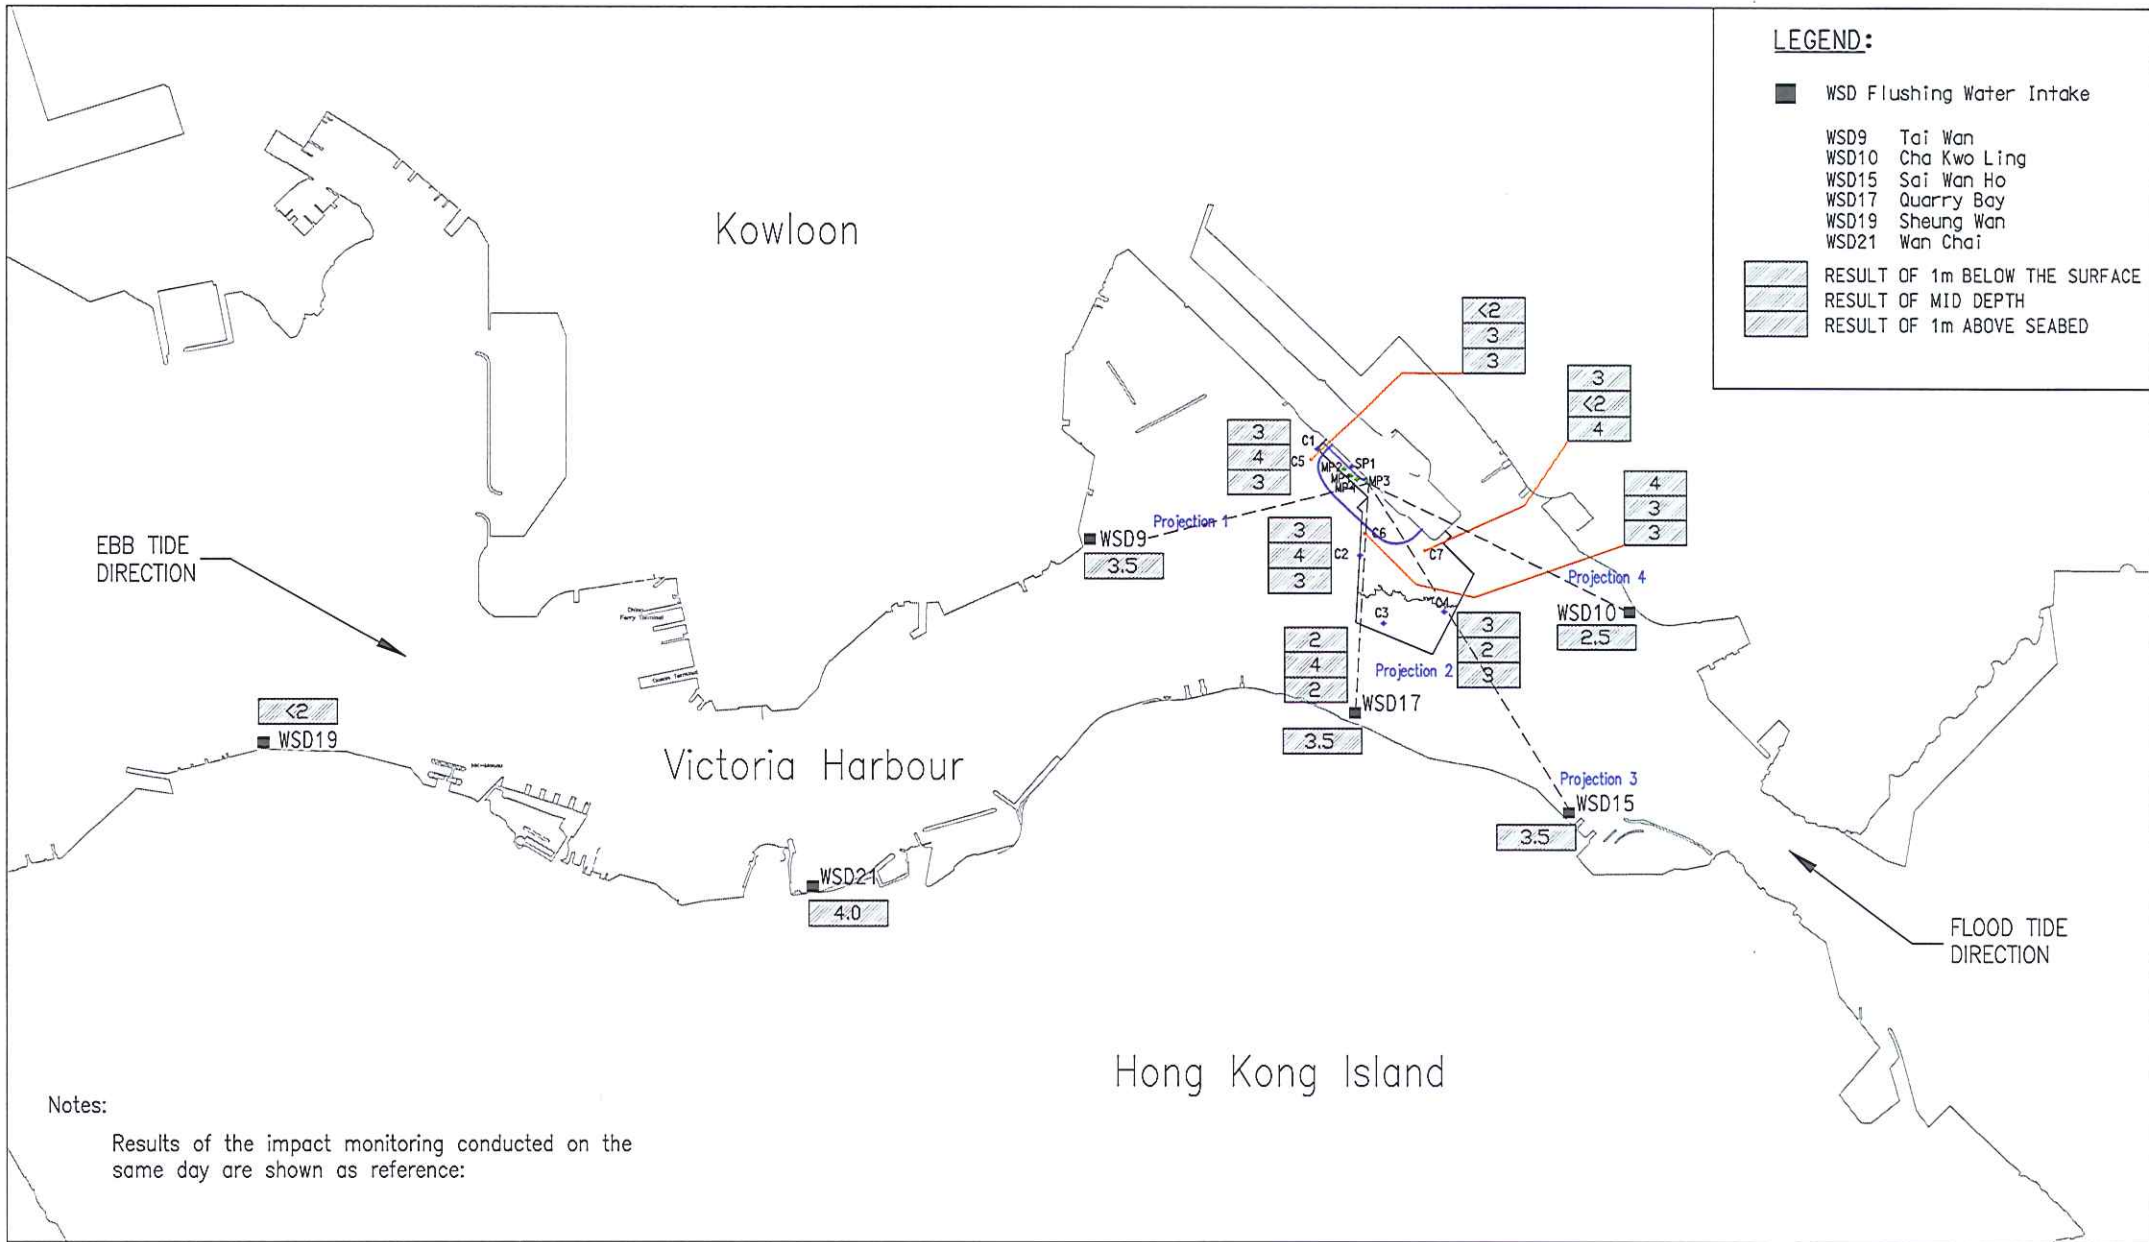 LEGEND:
WSD Flushing Water Intake
WSD9 Tai Wan
WSD10 Cha Kwo Ling
WSD15 Sai Wan Ho
WSD17 Quarry Bay
WSD19 Sheung Wan
WSD21 Wan Chai
RESULT OF 1m BELOW THE SURFACE
RESULT OF MID DEPTH
RESULT OF 1m ABOVE SEABED
Kowloon
<2
3
3
3
<2
4
3
4
3
C1
C5
SP1
MP2
MP3
4
3
3
Projection 1
WSD9
3.5
3
4
3
C2
C6
C7
EBB TIDE
DIRECTION
Projection 4
WSD10
2.5
C3
C4
Ferry Terminal
Ocean Terminal
2
4
2
3
2
3
Projection 2
WSD17
3.5
<2
WSD19
Victoria Harbour
Projection 3
WSD15
3.5
WSD21
4.0
FLOOD TIDE
DIRECTION
Hong Kong Island
Notes:
Results of the impact monitoring conducted on the
same day are shown as reference: